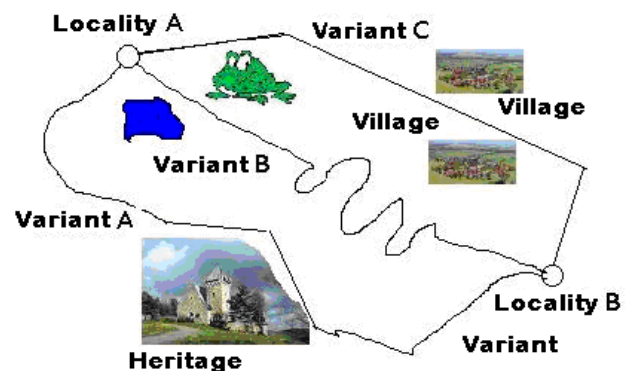 Locality A
Variant C
Village
Village
Variant B
Variant A
Locality B
Variant
Heritage